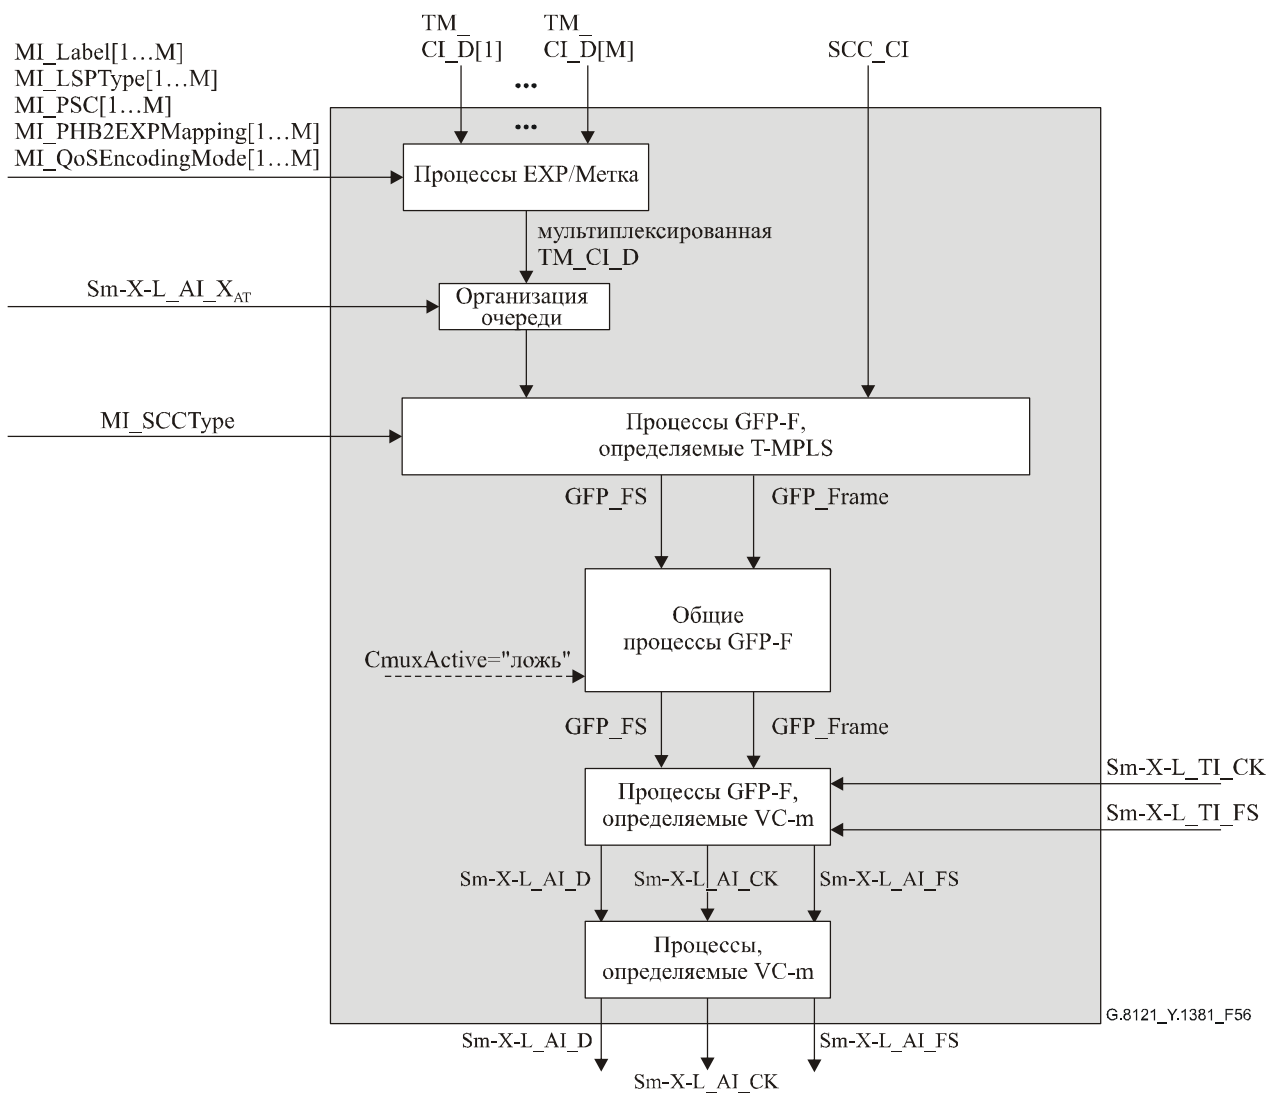 TM_
CI_D[1]
TM_
CI_D[M]
SCC_CI
MI_Label[1…M]
MI_LSPType[1…M]
MI_PSC[1…M]
MI_PHB2EXPMapping[1…M]
MI_QoSEncodingMode[1…M]
...
...
Процессы EXP/Метка
мультиплексированная
TM_CI_D
Sm-X-L_AI_X_AT
Организация
очереди
MI_SCCType
Процессы GFP-F,
определяемые T-MPLS
GFP_FS
GFP_Frame
Общие
процессы GFP-F
CmuxActive="ложь"
GFP_FS
GFP_Frame
Sm-X-L_TI_CK
Процессы GFP-F,
определяемые VC-m
Sm-X-L_TI_FS
Sm-X-L_AI_D
Sm-X-L_AI_CK
Sm-X-L_AI_FS
Процессы,
определяемые VC-m
G.8121_Y.1381_F56
Sm-X-L_AI_D
Sm-X-L_AI_FS
Sm-X-L_AI_CK